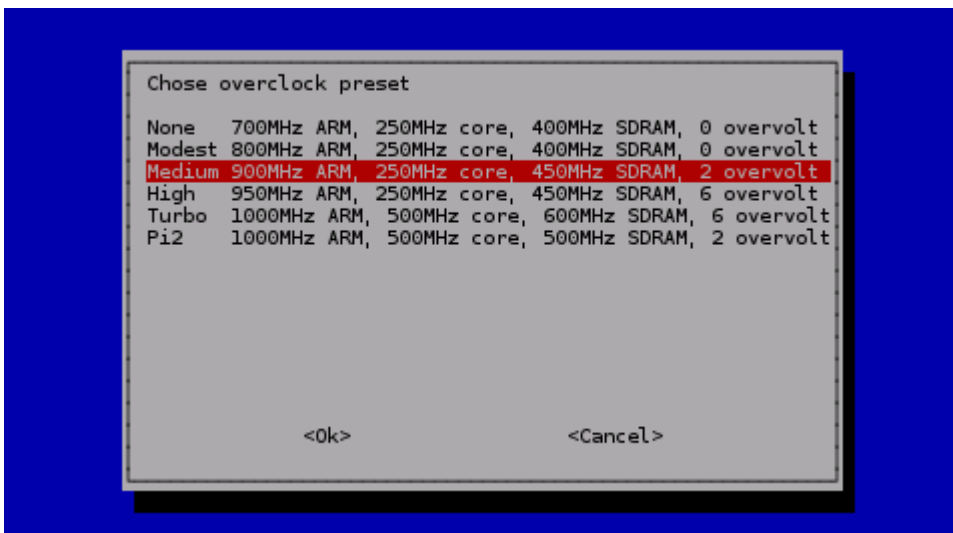 Chose overclock preset
None 700MHz ARM, 250MHz core, 400MHz SDRAM, 0 overvolt
Modest 800MHz ARM, 250MHz core, 400MHz SDRAM, 0 overvolt
Medium 900MHz ARM, 250MHz core, 450MHz SDRAM, 2 overvolt
High 950MHz ARM, 250MHz core, 450MHz SDRAM, 6 overvolt
Turbo 1000MHz ARM, 500MHz core, 600MHz SDRAM, 6 overvolt
Pi2 1000MHz ARM, 500MHz core, 500MHz SDRAM, 2 overvolt
<Ok> <Cancel>